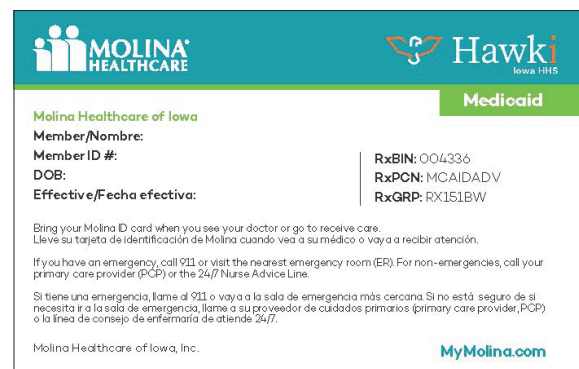 MOLINA
HEALTHCARE
Hawki
Iowa HHS
Medicaid
Molina Healthcare of Iowa
Member/Nombre:
Member ID #:
DOB:
Effective/Fecha efectiva:
RxBIN: 004336
RxPCN: MCAIDADV
RxGRP: RX151BW
Bring your Molina ID card when you see your doctor or go to receive care.
Lleve su tarjeta de identificación de Molina cuando vea a su médico o vaya a recibir atención.
If you have an emergency, call 911 or visit the nearest emergency room (ER). For non-emergencies, call your
primary care provider (PCP) or the 24/7 Nurse Advice Line.
Si tiene una emergencia, llame al 911 o vaya a la sala de emergencia más cercana. Si no está seguro de si
necesita ir a la sala de emergencia, llame a su proveedor de cuidados primarios (primary care provider, PCP)
o la línea de consejo de enfermaría de atiende 24/7.
Molina Healthcare of Iowa, Inc.
MyMolina.com